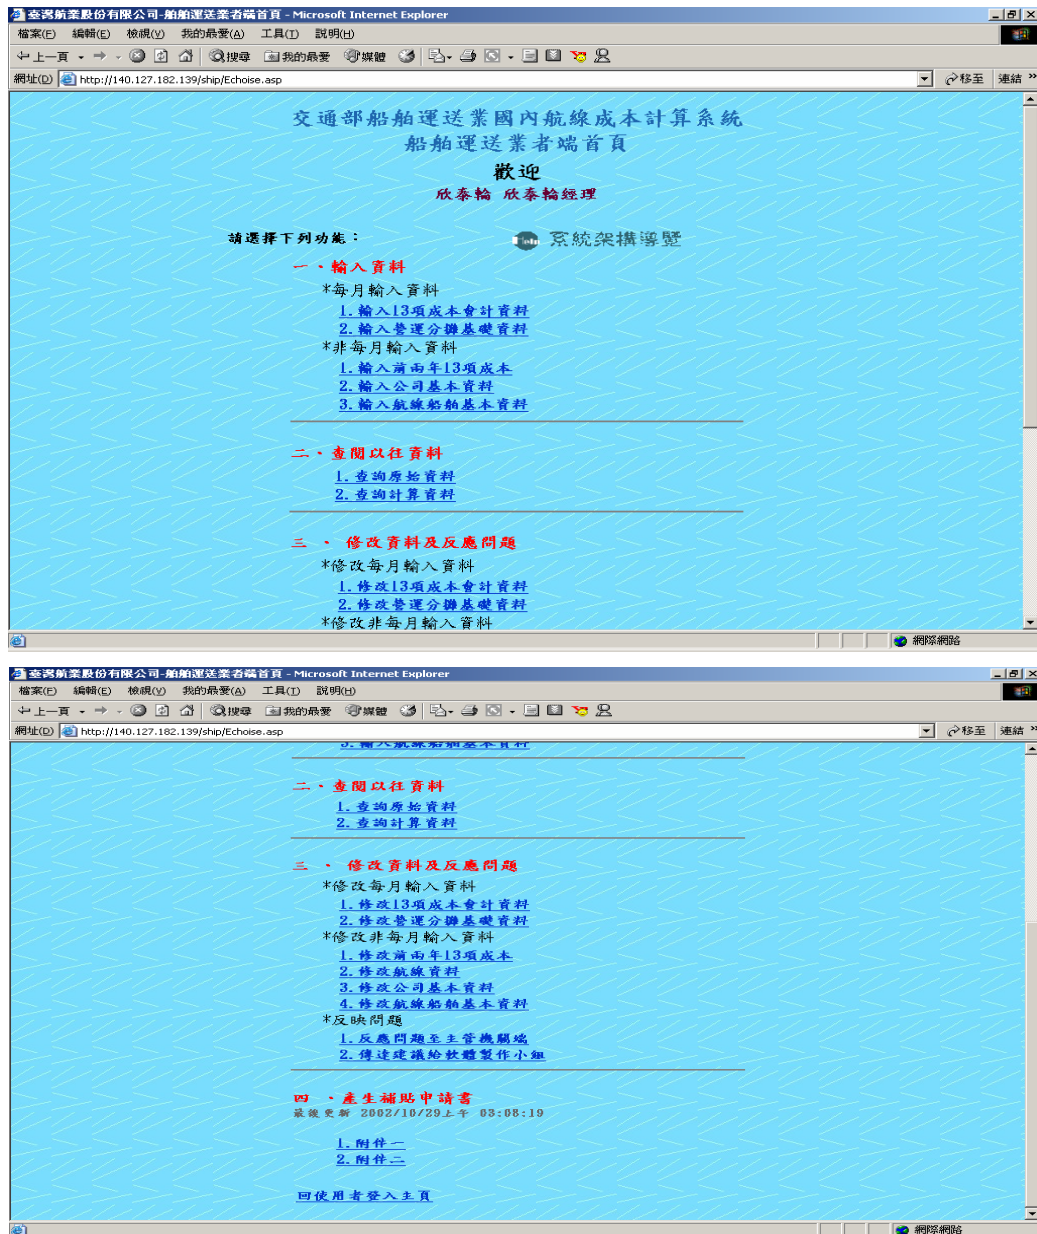 臺灣航業股份有限公司-船舶運送業者端首頁 - Microsoft Internet Explorer
檔案(F) 編輯(E) 檢視(V) 我的最愛(A) 工具(T) 說明(H)
上一頁 搜尋 我的最愛 媒體
網址(D) http://140.127.182.139/ship/Echoise.asp 移至 連結 »
交通部船舶運送業國內航線成本計算系統
船舶運送業者端首頁
歡迎
欣泰輪 欣泰輪經理
請選擇下列功能： Help 系統架構導覽
一、輸入資料
*每月輸入資料
1.輸入13項成本會計資料
2.輸入營運分攤基礎資料
*非每月輸入資料
1.輸入前兩年13項成本
2.輸入公司基本資料
3.輸入航線船舶基本資料
二、查閱以往資料
1.查詢原始資料
2.查詢計算資料
三 、 修改資料及反應問題
*修改每月輸入資料
1.修改13項成本會計資料
2.修改營運分攤基礎資料
*修改非每月輸入資料
網際網路
臺灣航業股份有限公司-船舶運送業者端首頁 - Microsoft Internet Explorer
檔案(F) 編輯(E) 檢視(V) 我的最愛(A) 工具(T) 說明(H)
上一頁 搜尋 我的最愛 媒體
網址(D) http://140.127.182.139/ship/Echoise.asp 移至 連結 »
3.輸入航線船舶基本資料
二、查閱以往資料
1.查詢原始資料
2.查詢計算資料
三 、 修改資料及反應問題
*修改每月輸入資料
1.修改13項成本會計資料
2.修改營運分攤基礎資料
*修改非每月輸入資料
1.修改前兩年13項成本
2.修改航線資料
3.修改公司基本資料
4.修改航線船舶基本資料
*反映問題
1.反應問題至主管機關端
2.傳達建議給軟體製作小組
四 、產生補貼申請書
最後更新 2002/10/29上午 03:08:19
1.附件一
2.附件二
回使用者登入主頁
網際網路